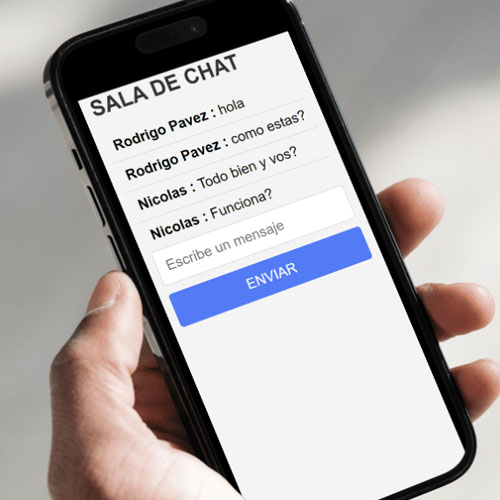 SALA DE CHAT
Rodrigo Pavez : hola
Rodrigo Pavez : como estas?
Nicolas : Todo bien y vos?
Nicolas : Funciona?
Escribe un mensaje
ENVIAR